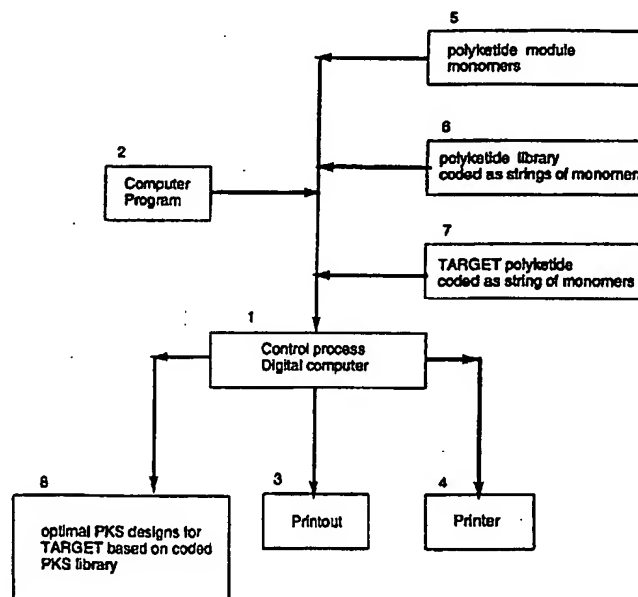 5
polyketide module
monomers
6
polyketide library
coded as strings of monomers
2
Computer
Program
7
TARGET polyketide
coded as string of monomers
1
Control process
Digital computer
8
optimal PKS designs for
TARGET based on coded
PKS library
3
Printout
4
Printer